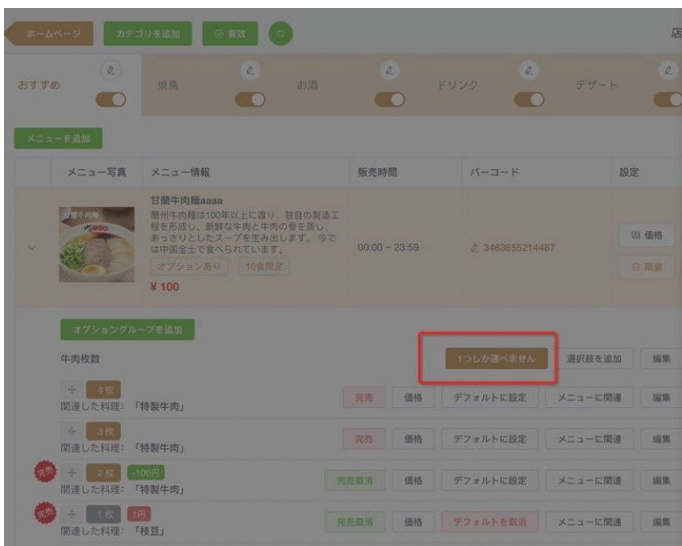 ホームページ
カテゴリを追加
有効
店
おすすめ
焼鳥
お酒
ドリンク
デザート
メニューを追加
メニュー写真
メニュー情報
販売時間
バーコード
設定
甘蘭牛肉麺
甘蘭牛肉麺aaaa
蘭州牛肉麺は100年以上に渡り、独自の製造工
程を形成し、新鮮な牛肉と牛肉の骨を蒸し、
あっさりとしたスープを生み出します。 今で
は中国全土で食べられています。
オプションあり
10食限定
¥ 100
00:00 ~ 23:59
3463655214487
価格
限量
オプショングループを追加
牛肉枚数
1つしか選べません
選択肢を追加
編集
4枚
関連した料理: 「特製牛肉」
完売
価格
デフォルトに設定
メニューに関連
編集
3枚
関連した料理: 「特製牛肉」
完売
価格
デフォルトに設定
メニューに関連
編集
完売
2枚
-100円
関連した料理: 「特製牛肉」
完売取消
価格
デフォルトに設定
メニューに関連
編集
完売
1枚
1円
関連した料理: 「枝豆」
完売取消
価格
デフォルトを取消
メニューに関連
編集